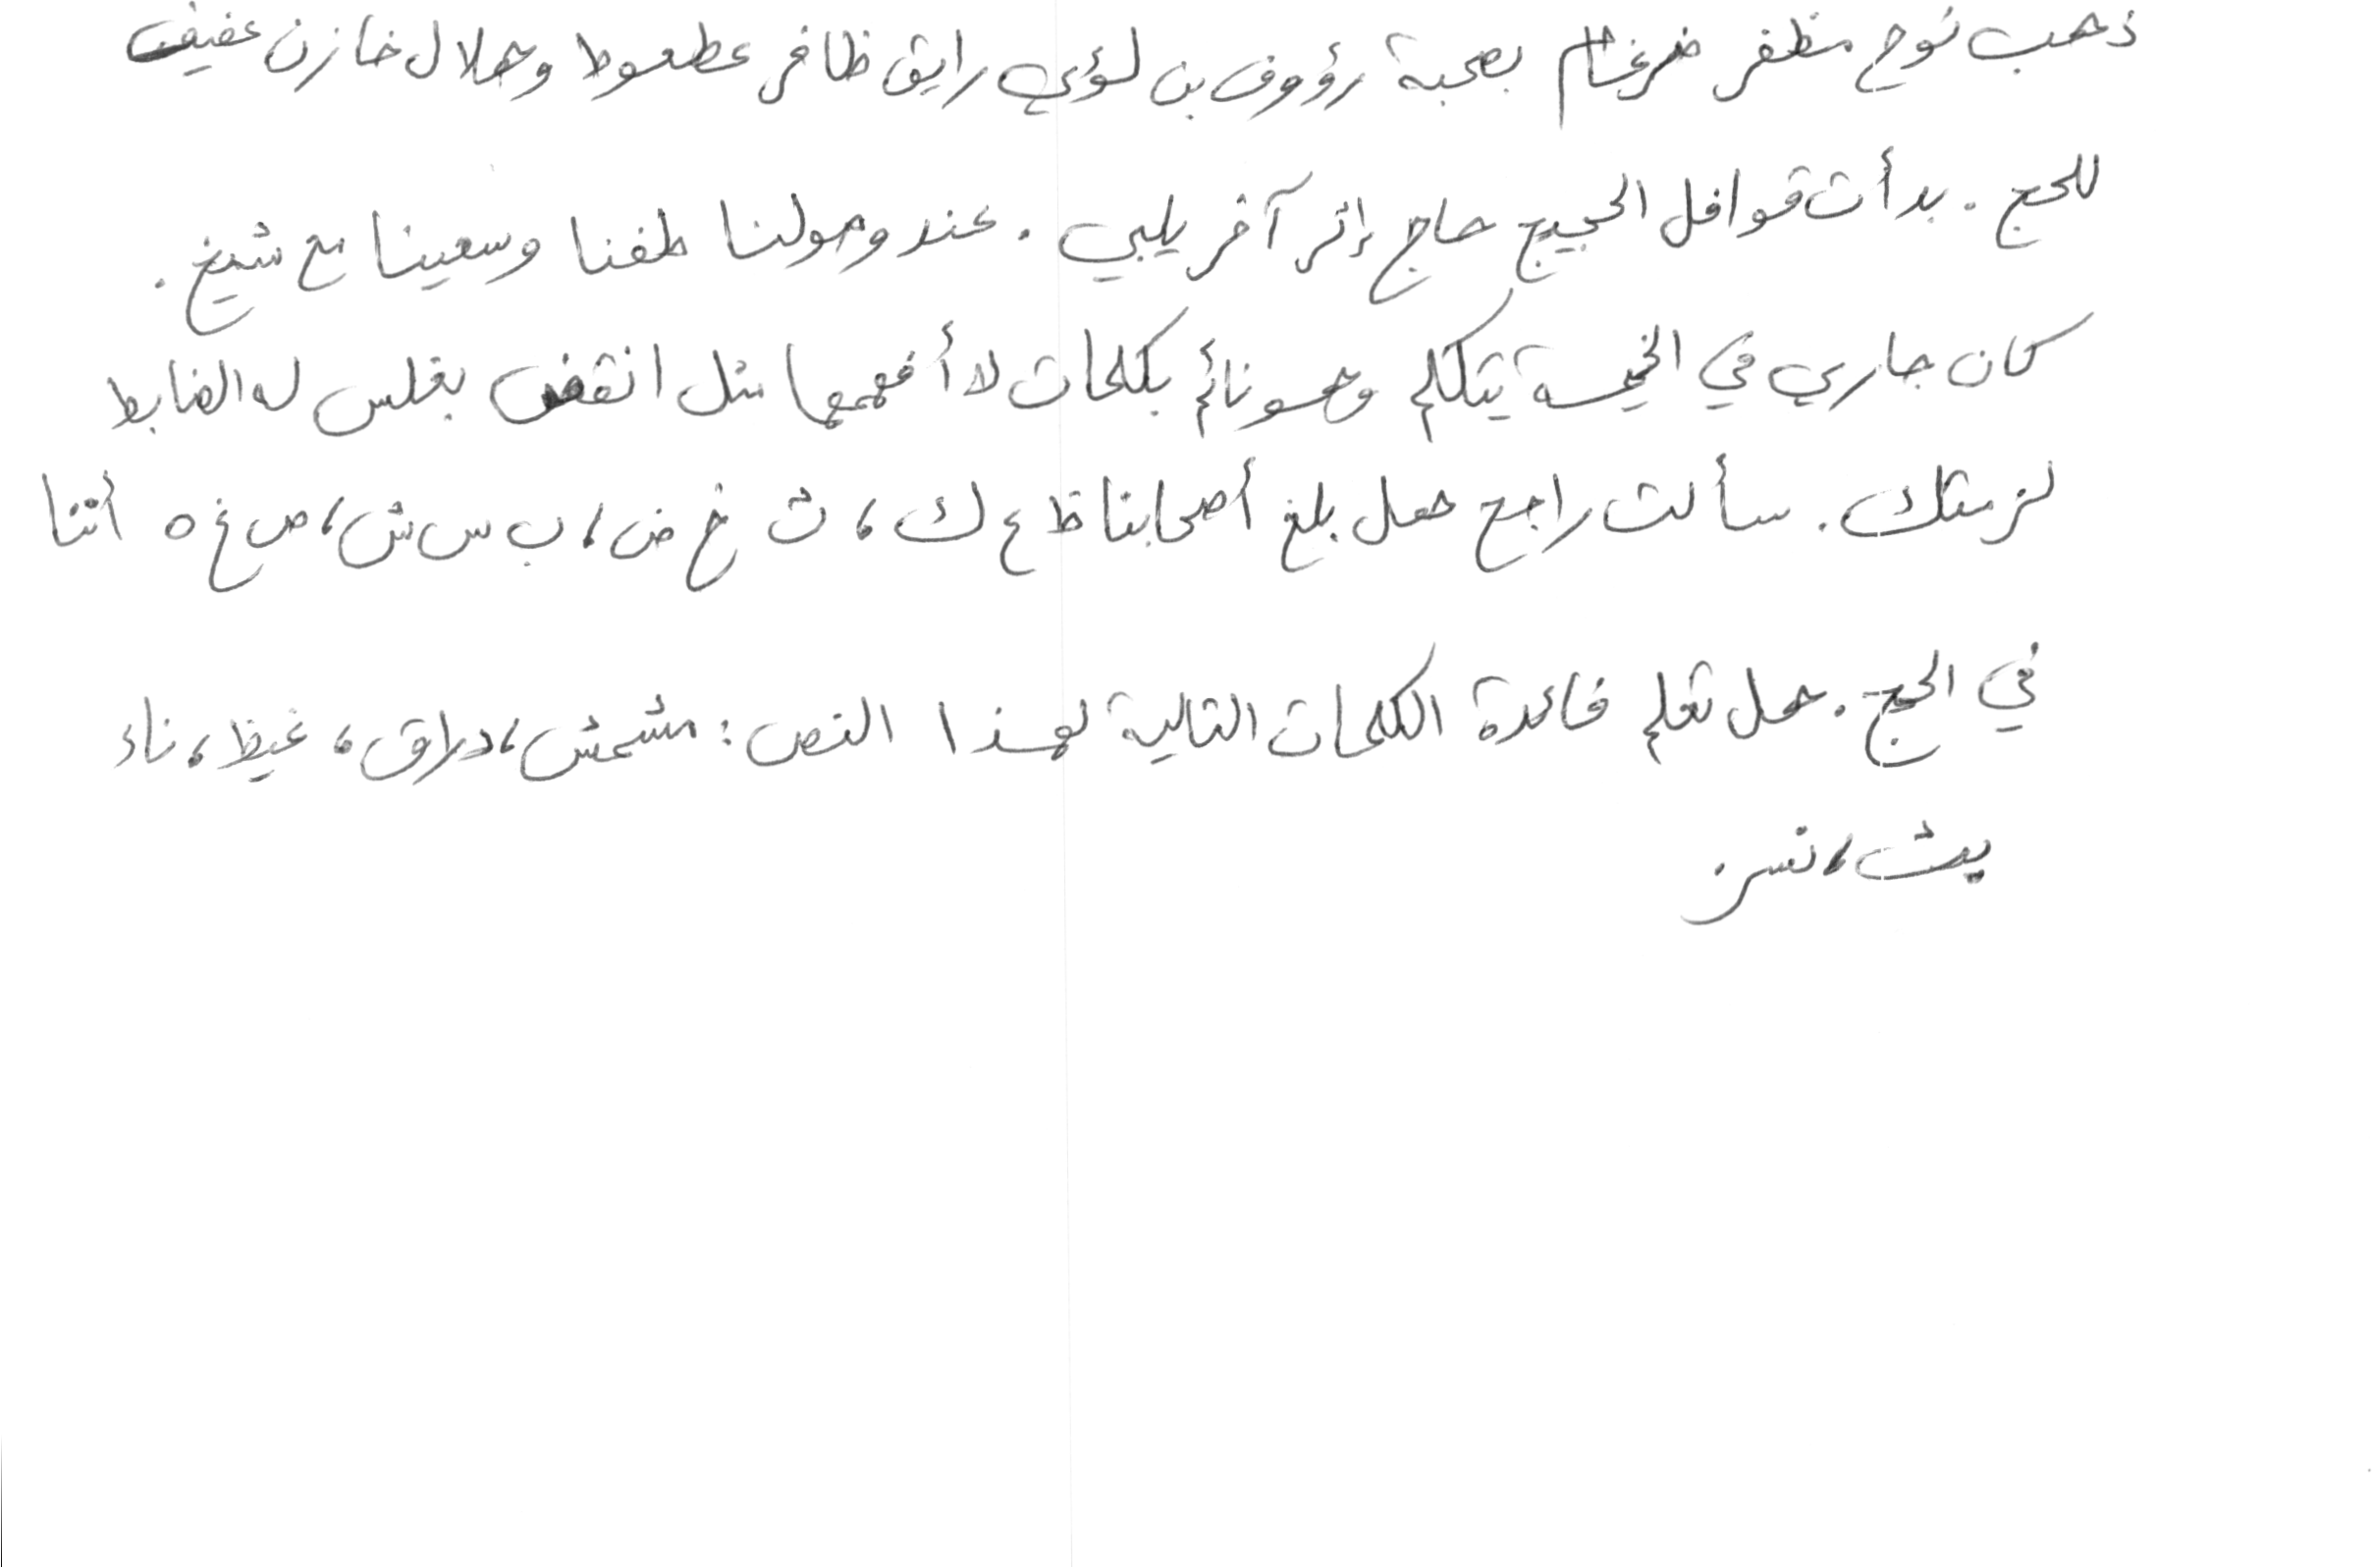 ذهب نوح مظفر ضرغام بصحبة رؤوف بن لؤي رايق ظافر عطعوط وهلال خازن عفيف
للحج . بدأت قوافل الحجيج حاج إثر آخر يلبي . عند وصولنا طفنا وسعينا مع شيخ .
كان جاري في الخيمة يتكلم وهو نائم بكلمات لا أفهمها مثل انقض بغلس له الضابط
لزمتك . سألت راجح هل بلغ أصحابنا ظ ع ك ، ث غ ض ، ب س ش ، ص غ ه أننا
في الحج . هل تعلم فائدة الكلمات التالية لهذا النص : مشمش ، دراق ، غيظ ، ناء
يث ، نسر .